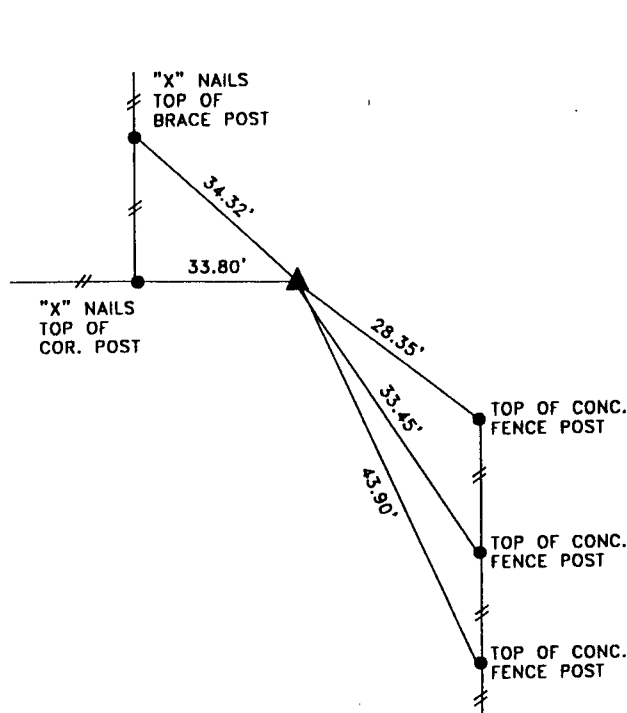 "X" NAILS
TOP OF
BRACE POST
34.32'
33.80'
"X" NAILS
TOP OF
COR. POST
28.35'
33.45'
43.90'
TOP OF CONC.
FENCE POST
TOP OF CONC.
FENCE POST
TOP OF CONC.
FENCE POST